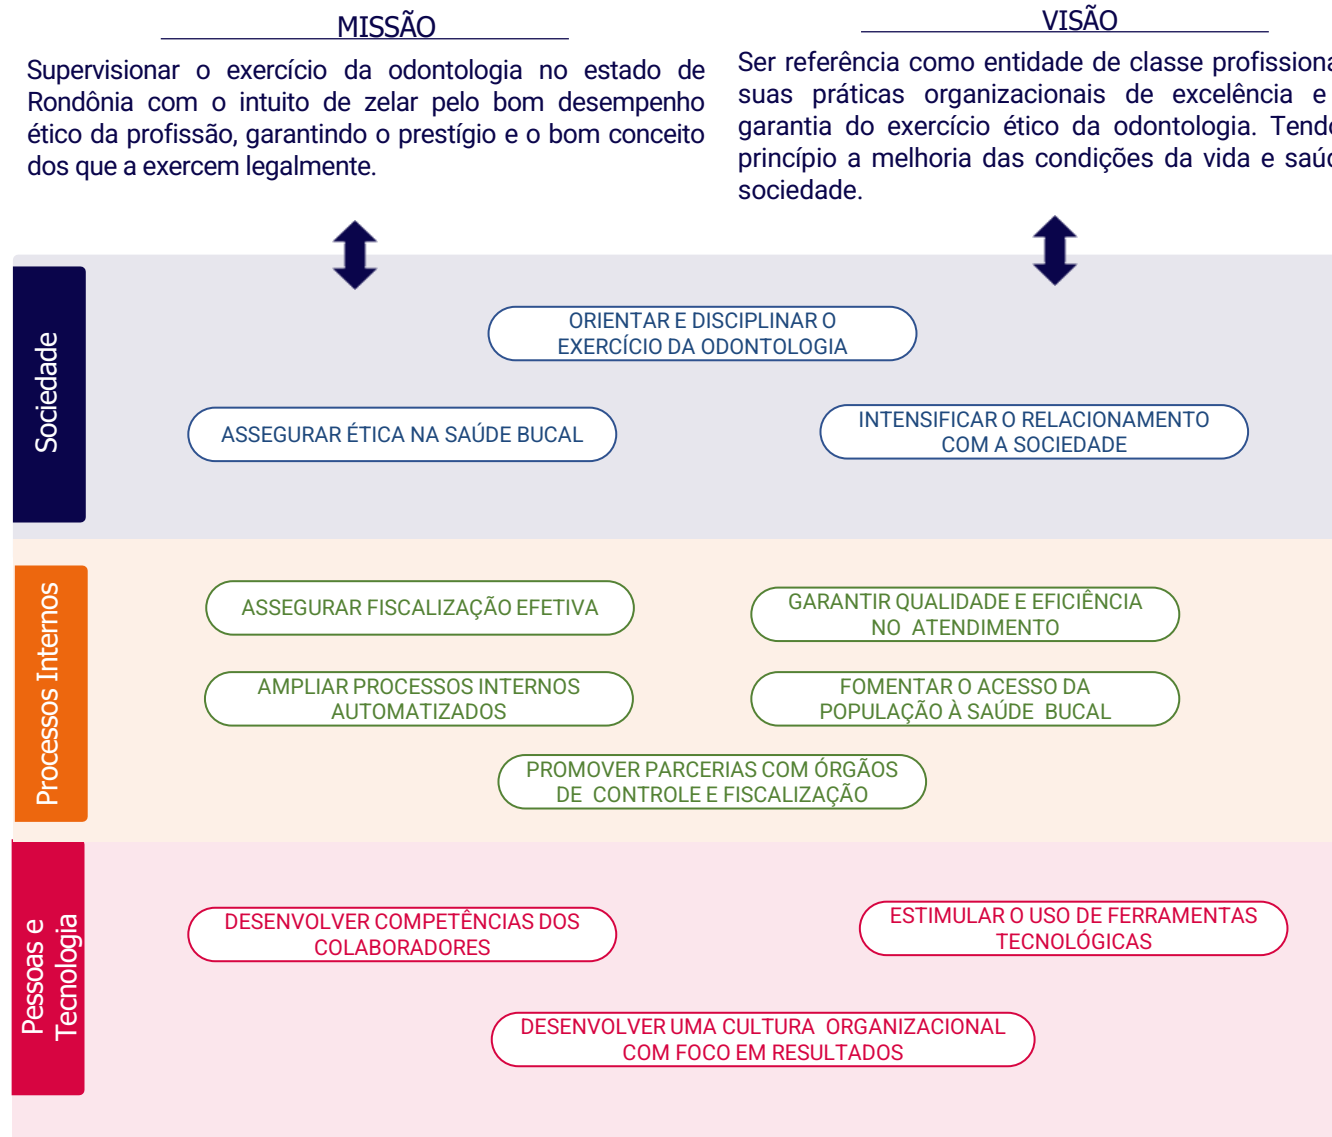 MISSÃO
Supervisionar o exercício da odontologia no estado de
Rondônia com o intuito de zelar pelo bom desempenho
ético da profissão, garantindo o prestígio e o bom conceito
dos que a exercem legalmente.
VISÃO
Ser referência como entidade de classe
suas práticas organizacionais de excelência e
garantia do exercício ético da odontologia.
princípio a melhoria das condições da vida e
sociedade.
Sociedade
ORIENTAR E DISCIPLINAR O
EXERCÍCIO DA ODONTOLOGIA
ASSEGURAR ÉTICA NA SAÚDE BUCAL
INTENSIFICAR O RELACIONAMENTO
COM A SOCIEDADE
Processos Internos
ASSEGURAR FISCALIZAÇÃO EFETIVA
GARANTIR QUALIDADE E EFICIÊNCIA
NO ATENDIMENTO
AMPLIAR PROCESSOS INTERNOS
AUTOMATIZADOS
FOMENTAR O ACESSO DA
POPULAÇÃO À SAÚDE BUCAL
PROMOVER PARCERIAS COM ÓRGÃOS
DE CONTROLE E FISCALIZAÇÃO
Pessoas e
Tecnologia
DESENVOLVER COMPETÊNCIAS DOS
COLABORADORES
ESTIMULAR O USO DE FERRAMENTAS
TECNOLÓGICAS
DESENVOLVER UMA CULTURA ORGANIZACIONAL
COM FOCO EM RESULTADOS